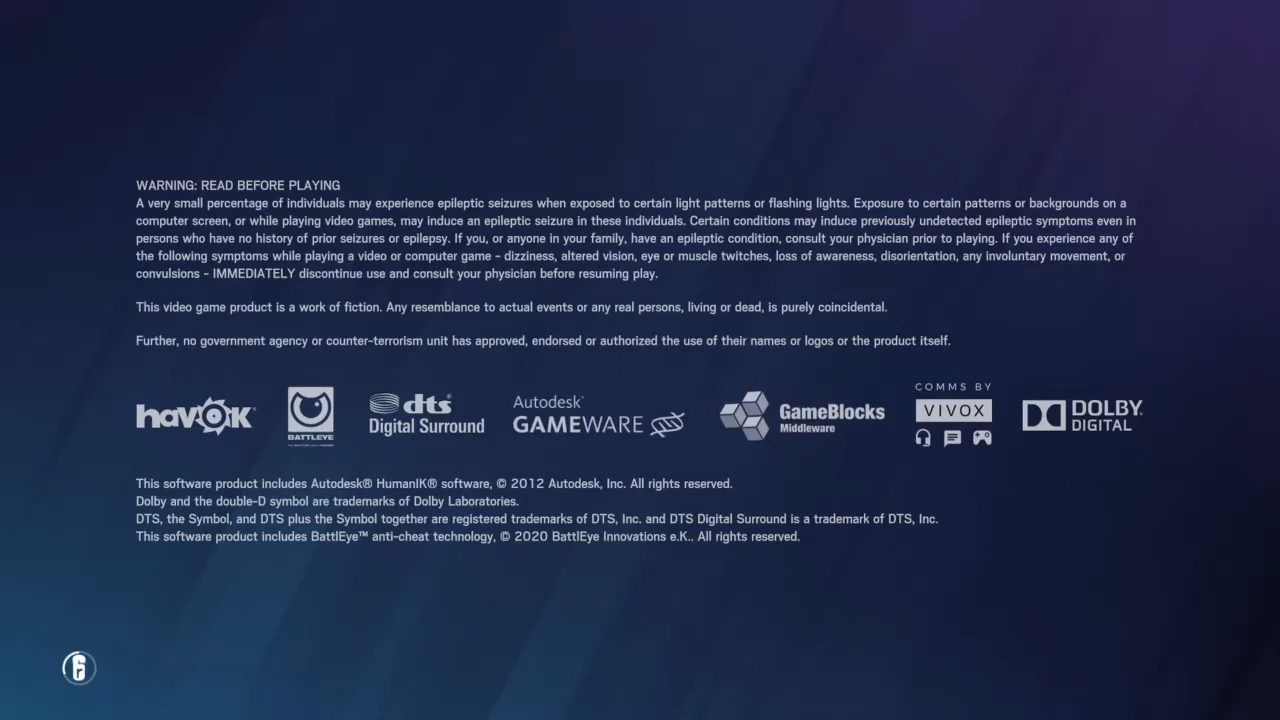 WARNING: READ BEFORE PLAYING
A very small percentage of individuals may experience epileptic seizures when exposed to certain light patterns or flashing lights. Exposure to certain patterns or backgrounds on a
computer screen, or while playing video games, may induce an epileptic seizure in these individuals. Certain conditions may induce previously undetected epileptic symptoms even in
persons who have no history of prior seizures or epilepsy. If you, or anyone in your family, have an epileptic condition, consult your physician prior to playing. If you experience any of
the following symptoms while playing a video or computer game - dizziness, altered vision, eye or muscle twitches, loss of awareness, disorientation, any involuntary movement, or
convulsions - IMMEDIATELY discontinue use and consult your physician before resuming play.
This video game product is a work of fiction. Any resemblance to actual events or any real persons, living or dead, is purely coincidental.
Further, no government agency or counter-terrorism unit has approved, endorsed or authorized the use of their names or logos or the product itself.
havok
BATTLEYE
dts
Digital Surround
Autodesk
GAMEWARE
GameBlocks
Middleware
COMMS BY
VIVOX
DOLBY
DIGITAL
This software product includes Autodesk® HumanIK® software, © 2012 Autodesk, Inc. All rights reserved.
Dolby and the double-D symbol are trademarks of Dolby Laboratories.
DTS, the Symbol, and DTS plus the Symbol together are registered trademarks of DTS, Inc. and DTS Digital Surround is a trademark of DTS, Inc.
This software product includes BattlEye™ anti-cheat technology, © 2020 BattlEye Innovations e.K.. All rights reserved.
6